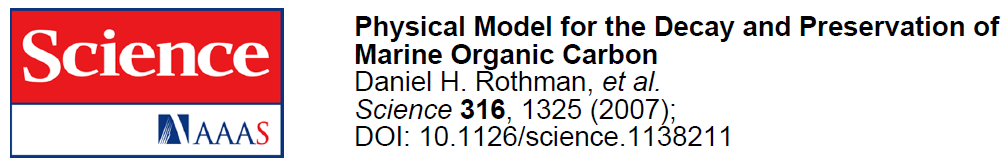 Science
AAAS
Physical Model for the Decay and Preservation of
Marine Organic Carbon
Daniel H. Rothman, et al.
Science 316, 1325 (2007);
DOI: 10.1126/science.1138211